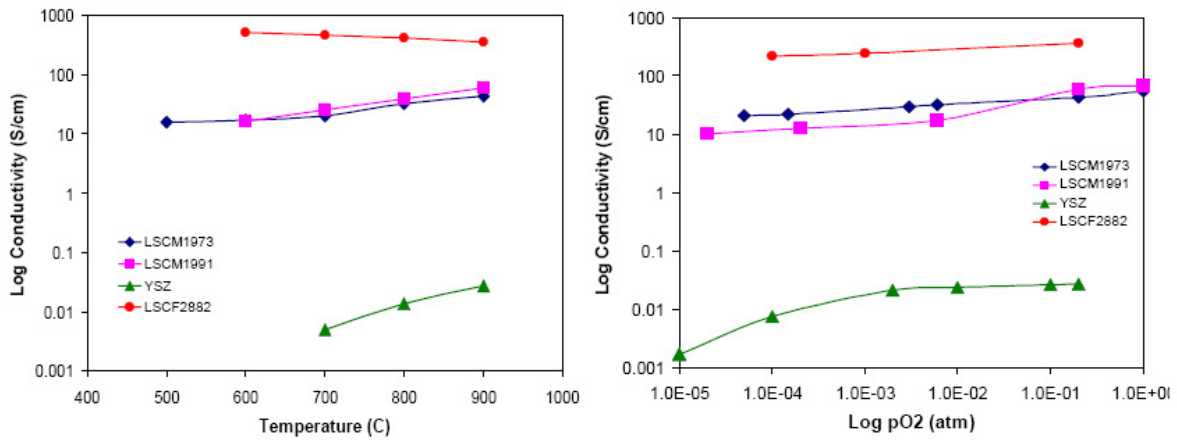 1000
100
10
1
0.1
0.01
0.001
Log Conductivity (S/cm)
LSCM1973
LSCM1991
YSZ
LSCF2882
400 500 600 700 800 900 1000
Temperature (C)
1000
100
10
1
0.1
0.01
0.001
Log Conductivity (S/cm)
LSCM1973
LSCM1991
YSZ
LSCF2882
1.0E-05 1.0E-04 1.0E-03 1.0E-02 1.0E-01 1.0E+0
Log pO2 (atm)